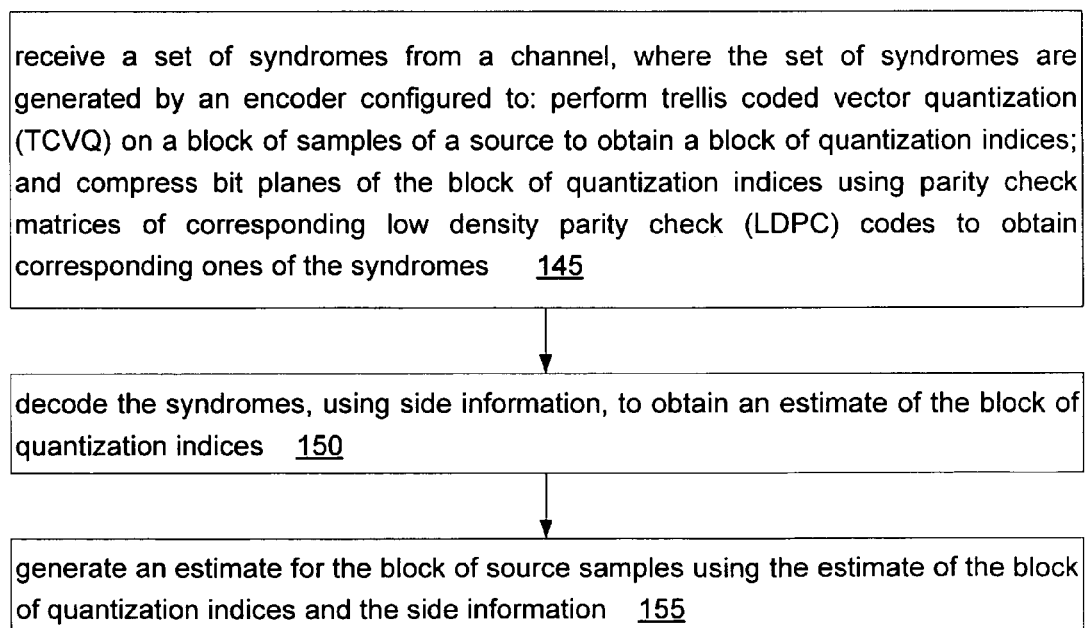 receive a set of syndromes from a channel, where the set of syndromes are
generated by an encoder configured to: perform trellis coded vector quantization
(TCVQ) on a block of samples of a source to obtain a block of quantization indices;
and compress bit planes of the block of quantization indices using parity check
matrices of corresponding low density parity check (LDPC) codes to obtain
corresponding ones of the syndromes 145
decode the syndromes, using side information, to obtain an estimate of the block of
quantization indices 150
generate an estimate for the block of source samples using the estimate of the block
of quantization indices and the side information 155